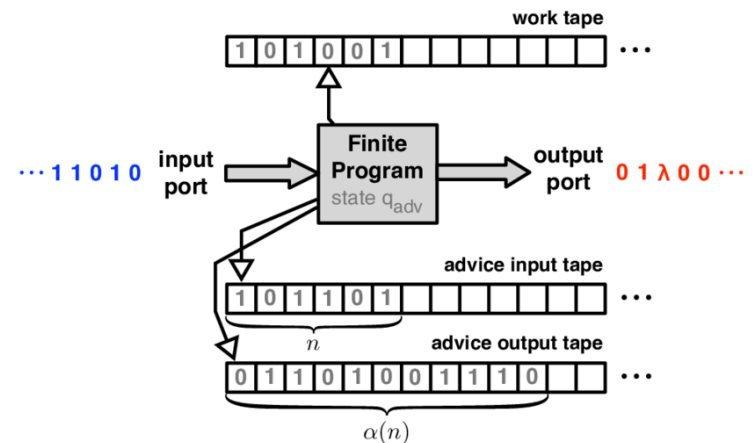 work tape
1 0 1 0 0 1 ...
Finite
Program
state q_adv
input
port
output
port
··· 1 1 0 1 0
0 1 λ 0 0 ···
advice input tape
1 0 1 1 0 1 ...
n
advice output tape
0 1 1 0 1 0 0 1 1 1 0 ...
α(n)